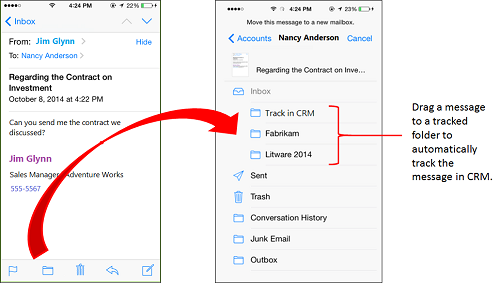 4:24 PM 22%
Inbox
From: Jim Glynn Hide
To: Nancy Anderson
Regarding the Contract on
Investment
October 8, 2014 at 4:22 PM
Can you send me the contract we
discussed?
Jim Glynn
Sales Manager, Adventure Works
555-5567
4:24 PM 23%
Move this message to a new mailbox.
Accounts Nancy Anderson Cancel
Regarding the Contract on Inve...
Inbox
Track in CRM
Fabrikam
Litware 2014
Sent
Trash
Conversation History
Junk Email
Outbox
Drag a message
to a tracked
folder to
automatically
track the
message in CRM.